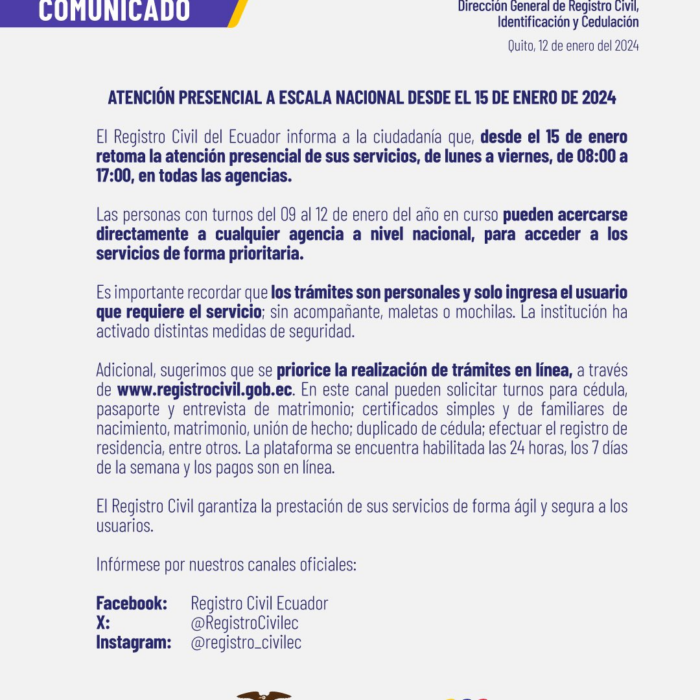 COMUNICADO
Dirección General de Registro Civil,
Identificación y Cedulación
Quito, 12 de enero del 2024
ATENCIÓN PRESENCIAL A ESCALA NACIONAL DESDE EL 15 DE ENERO DE 2024
El Registro Civil del Ecuador informa a la ciudadanía que, desde el 15 de enero
retoma la atención presencial de sus servicios, de lunes a viernes, de 08:00 a
17:00, en todas las agencias.
Las personas con turnos del 09 al 12 de enero del año en curso pueden acercarse
directamente a cualquier agencia a nivel nacional, para acceder a los
servicios de forma prioritaria.
Es importante recordar que los trámites son personales y solo ingresa el usuario
que requiere el servicio; sin acompañante, maletas o mochilas. La institución ha
activado distintas medidas de seguridad.
Adicional, sugerimos que se priorice la realización de trámites en línea, a través
de www.registrocivil.gob.ec. En este canal pueden solicitar turnos para cédula,
pasaporte y entrevista de matrimonio; certificados simples y de familiares de
nacimiento, matrimonio, unión de hecho; duplicado de cédula; efectuar el registro de
residencia, entre otros. La plataforma se encuentra habilitada las 24 horas, los 7 días
de la semana y los pagos son en línea.
El Registro Civil garantiza la prestación de sus servicios de forma ágil y segura a los
usuarios.
Infórmese por nuestros canales oficiales:
Facebook: Registro Civil Ecuador
X: @RegistroCivilec
Instagram: @registro_civilec